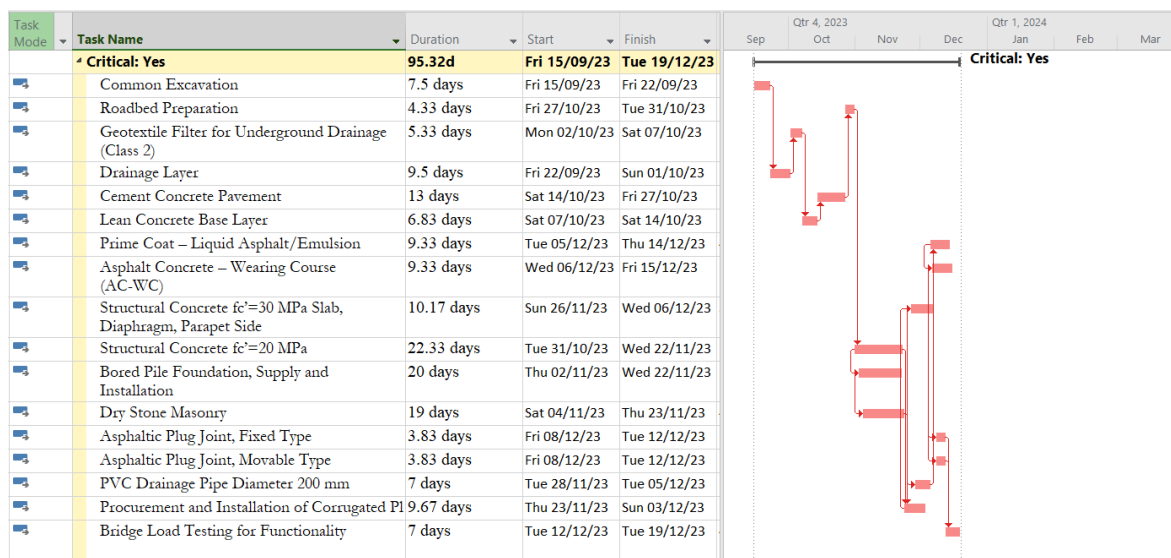 Task Mode Task Name Duration Start Finish Qtr 4, 2023 Qtr 1, 2024
Sep Oct Nov Dec Jan Feb Mar
Critical: Yes 95.32d Fri 15/09/23 Tue 19/12/23 Critical: Yes
Common Excavation 7.5 days Fri 15/09/23 Fri 22/09/23
Roadbed Preparation 4.33 days Fri 27/10/23 Tue 31/10/23
Geotextile Filter for Underground Drainage 5.33 days Mon 02/10/23 Sat 07/10/23
(Class 2)
Drainage Layer 9.5 days Fri 22/09/23 Sun 01/10/23
Cement Concrete Pavement 13 days Sat 14/10/23 Fri 27/10/23
Lean Concrete Base Layer 6.83 days Sat 07/10/23 Sat 14/10/23
Prime Coat – Liquid Asphalt/Emulsion 9.33 days Tue 05/12/23 Thu 14/12/23
Asphalt Concrete – Wearing Course 9.33 days Wed 06/12/23 Fri 15/12/23
(AC-WC)
Structural Concrete fc'=30 MPa Slab, 10.17 days Sun 26/11/23 Wed 06/12/23
Diaphragm, Parapet Side
Structural Concrete fc'=20 MPa 22.33 days Tue 31/10/23 Wed 22/11/23
Bored Pile Foundation, Supply and 20 days Thu 02/11/23 Wed 22/11/23
Installation
Dry Stone Masonry 19 days Sat 04/11/23 Thu 23/11/23
Asphaltic Plug Joint, Fixed Type 3.83 days Fri 08/12/23 Tue 12/12/23
Asphaltic Plug Joint, Movable Type 3.83 days Fri 08/12/23 Tue 12/12/23
PVC Drainage Pipe Diameter 200 mm 7 days Tue 28/11/23 Tue 05/12/23
Procurement and Installation of Corrugated Pl 9.67 days Thu 23/11/23 Sun 03/12/23
Bridge Load Testing for Functionality 7 days Tue 12/12/23 Tue 19/12/23